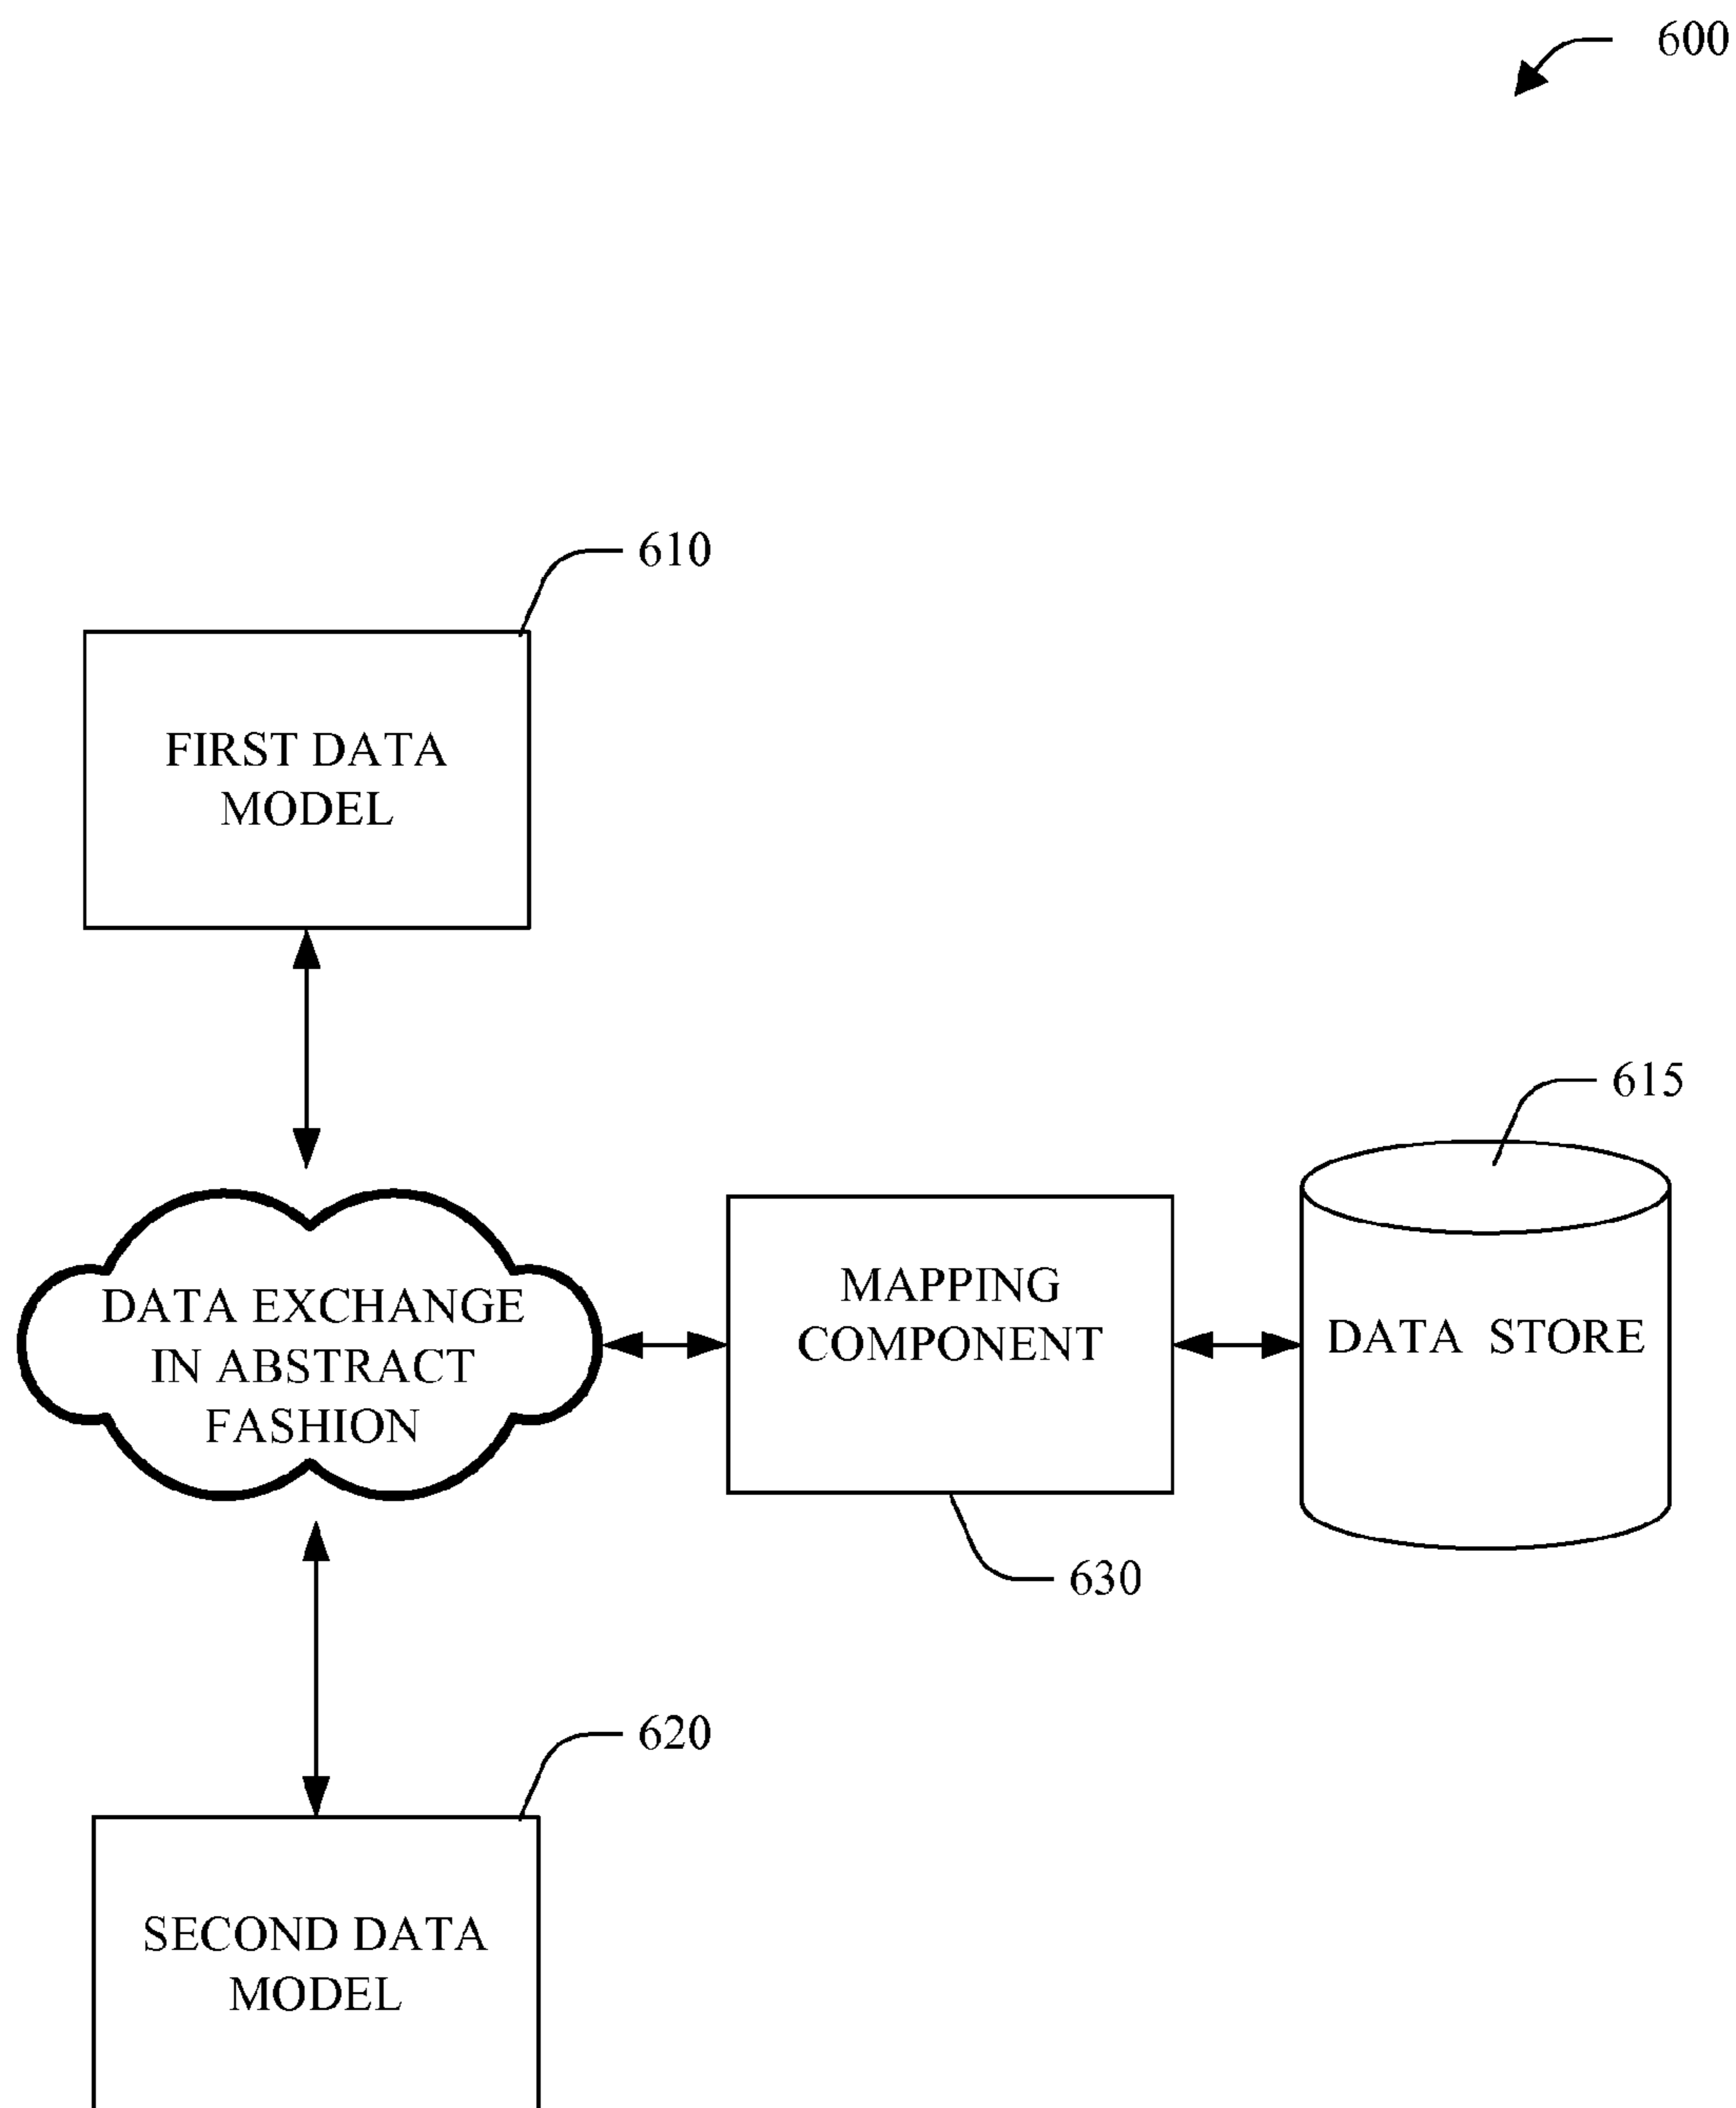 600
610
FIRST DATA
MODEL
615
DATA EXCHANGE
IN ABSTRACT
FASHION
MAPPING
COMPONENT
DATA STORE
630
620
SECOND DATA
MODEL